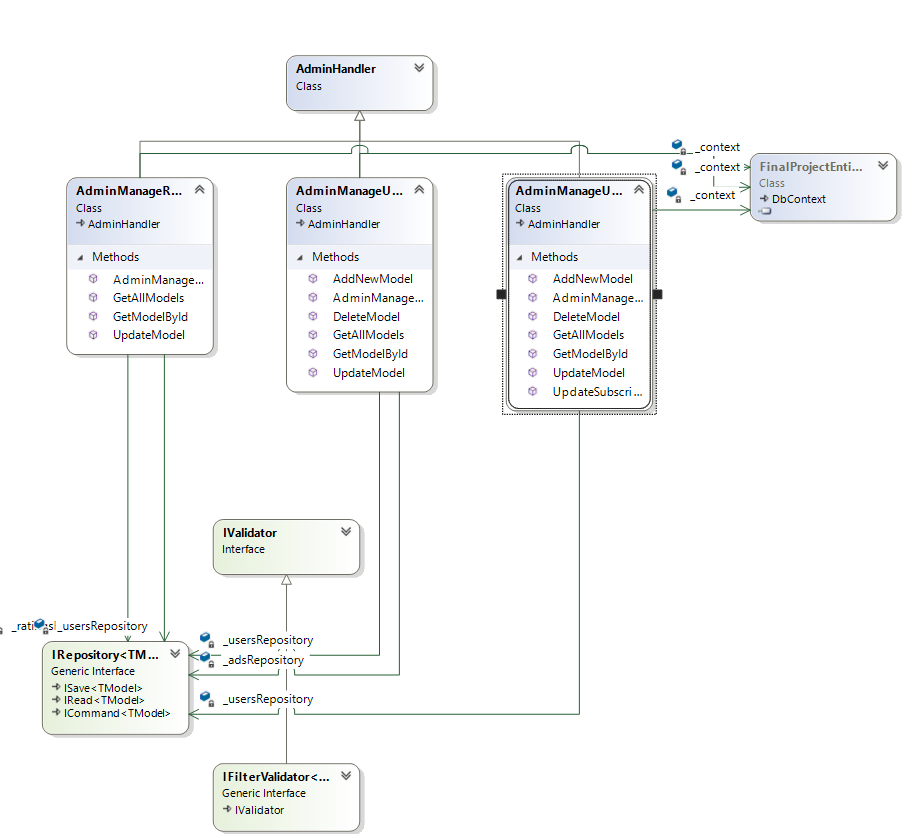 AdminHandler
Class
_context
_context
_context
FinalProjectEnti...
Class
DbContext
AdminManageR...
Class
AdminHandler
Methods
AdminManage...
GetAllModels
GetModelById
UpdateModel
AdminManageU...
Class
AdminHandler
Methods
AddNewModel
AdminManage...
DeleteModel
GetAllModels
GetModelById
UpdateModel
AdminManageU...
Class
AdminHandler
Methods
AddNewModel
AdminManage...
DeleteModel
GetAllModels
GetModelById
UpdateModel
UpdateSubscri...
IValidator
Interface
_usersRepository
_usersRepository
_adsRepository
_usersRepository
IRepository<TM...
Generic Interface
ISave<TModel>
IRead<TModel>
ICommand<TModel>
IFilterValidator<...
Generic Interface
IValidator